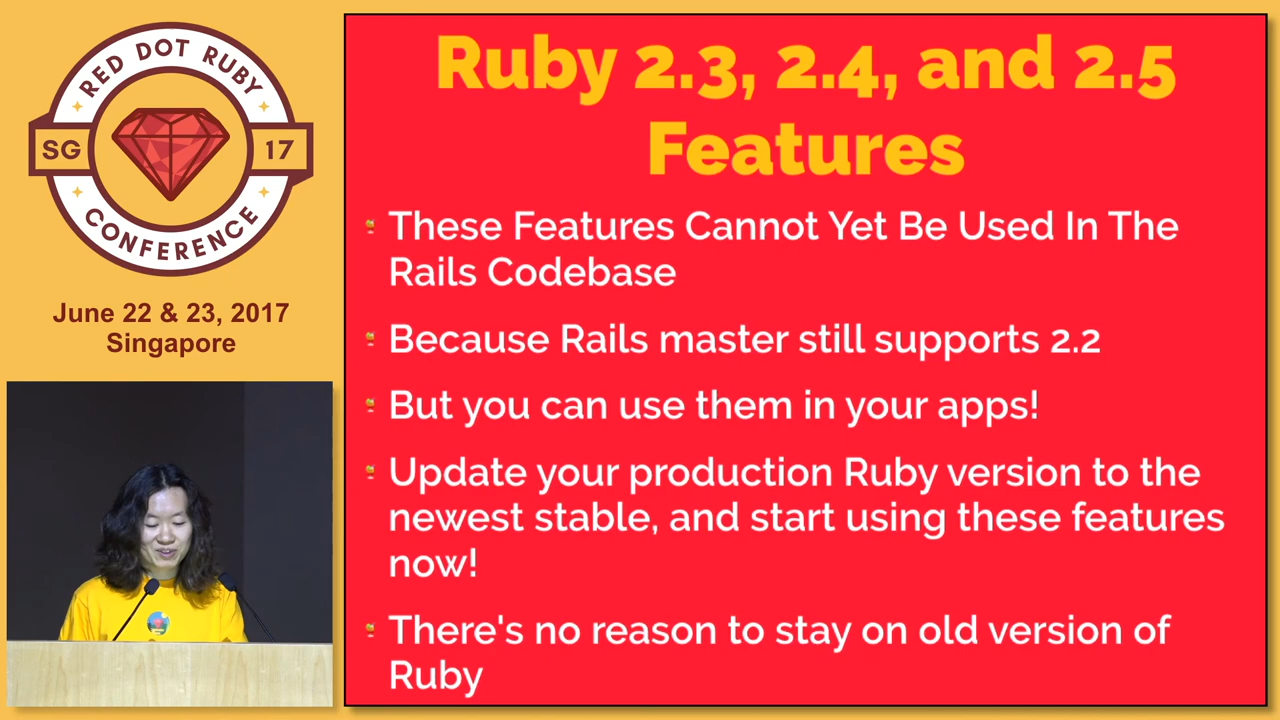 RED DOT RUBY
SG
17
CONFERENCE
June 22 & 23, 2017
Singapore
Ruby 2.3, 2.4, and 2.5
Features
These Features Cannot Yet Be Used In The
Rails Codebase
Because Rails master still supports 2.2
But you can use them in your apps!
Update your production Ruby version to the
newest stable, and start using these features
now!
There's no reason to stay on old version of
Ruby